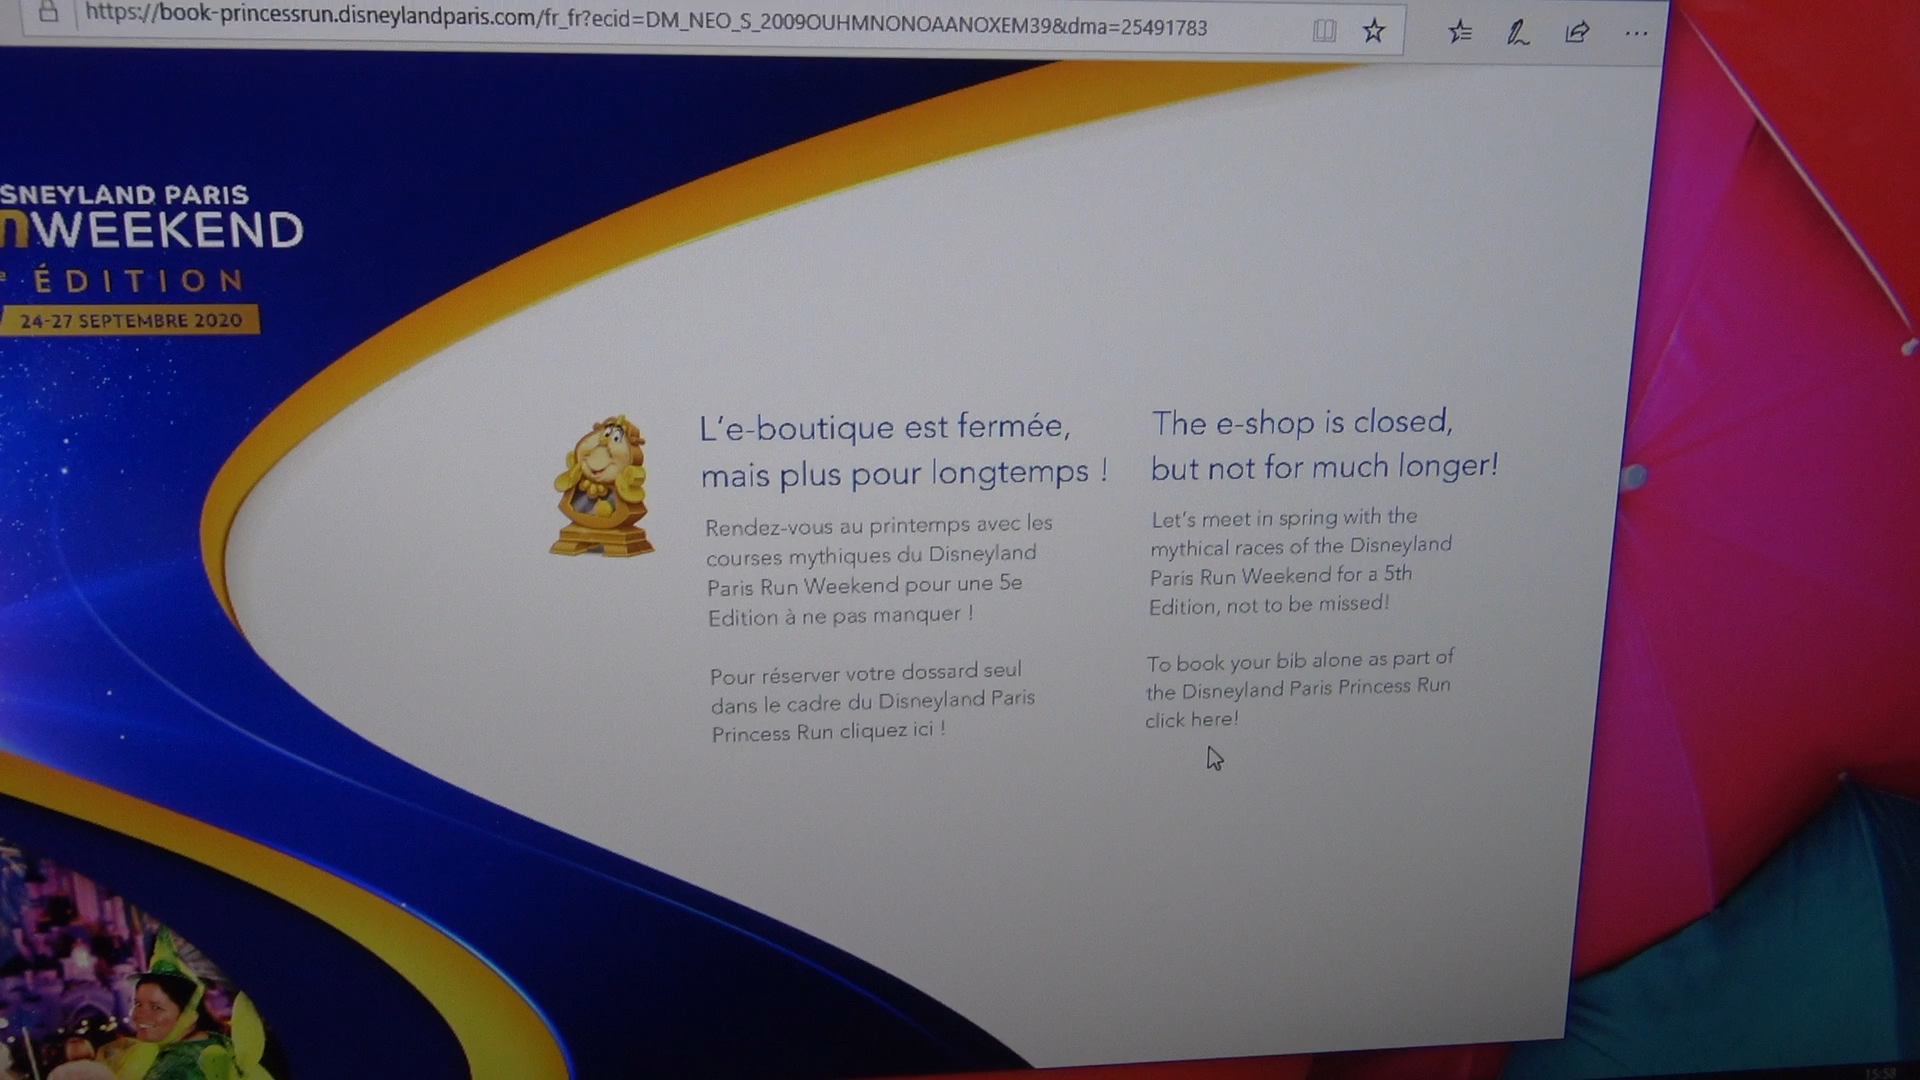 https://book-princessrun.disneylandparis.com/fr_fr?ecid=DM_NEO_S_2009OUHMNONOAANOXEM39&dma=25491783
SNEYLAND PARIS
nWEEKEND
e ÉDITION
24-27 SEPTEMBRE 2020
L'e-boutique est fermée,
mais plus pour longtemps !
Rendez-vous au printemps avec les
courses mythiques du Disneyland
Paris Run Weekend pour une 5e
Edition à ne pas manquer !
Pour réserver votre dossard seul
dans le cadre du Disneyland Paris
Princess Run cliquez ici !
The e-shop is closed,
but not for much longer!
Let's meet in spring with the
mythical races of the Disneyland
Paris Run Weekend for a 5th
Edition, not to be missed!
To book your bib alone as part of
the Disneyland Paris Princess Run
click here!
15:58